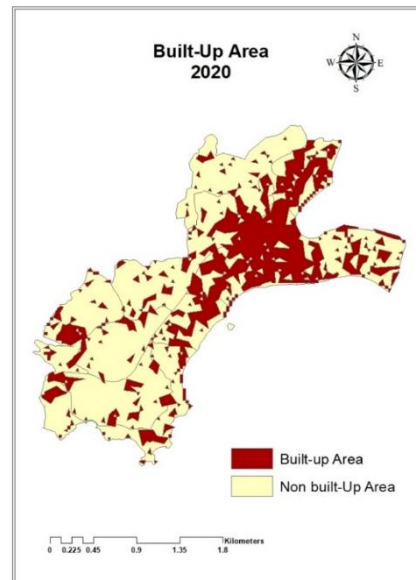 Built-Up Area
2020
N
W E
S
Built-up Area
Non built-Up Area
Kilometers
0 0.225 0.45 0.9 1.35 1.8